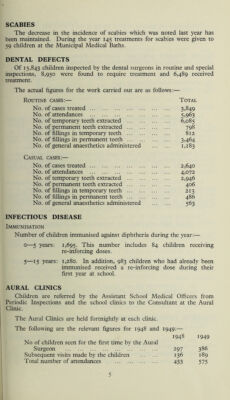 SCABIES
The decrease in the incidence of scabies which was noted last year has
been maintained. During the year 145 treatments for scabies were given to
59 children at the Municipal Medical Baths.
DENTAL DEFECTS
Of 15,843 children inspected by the dental surgeons in routine and special
inspections, 8,950 were found to require treatment and 6,489 received
treatment.
The actual figures for the work carried out are as follows:—
ROUTINE CASES:— TOTAL
No. of cases treated ... 3,849
No. of attendances ... 5,963
No. of temporary teeth extracted ... 6,085
No. of permanent teeth extracted ... 798
No. of fillings in temporary teeth ... 812
No. of fillings in permanent teeth ... 3,464
No. of general anaesthetics administered ... 1,183
CASUAL CASES:—
No. of cases treated ... 2,640
No. of attendances ... 4,072
No. of temporary teeth extracted ... 2,946
No. of permanent teeth extracted ... 406
No. of fillings in temporary teeth ... 213
No. of fillings in permanent teeth ... 486
No. of general anaesthetics administered ... 563
INFECTIOUS DISEASE
IMMUNISATION
Number of children immunised against diphtheria during the year:—
0—5 years: 1,695. This number includes 84 children receiving
re-inforcing doses.
5—15 years: 1,280. In addition, 983 children who had already been
immunised received a re-inforcing dose during their
first year at school.
AURAL CLINICS
Children are referred by the Assistant School Medical Officers from
Periodic Inspections and the school clinics to the Consultant at the Aural
Clinic.
The Aural Clinics are held fortnightly at each clinic.
The following are the relevant figures for 1948 and 1949:—
1948 1949
No of children seen for the first time by the Aural
Surgeon ... 297 386
Subsequent visits made by the children ... 136 189
Total number of attendances ... 433 575
5